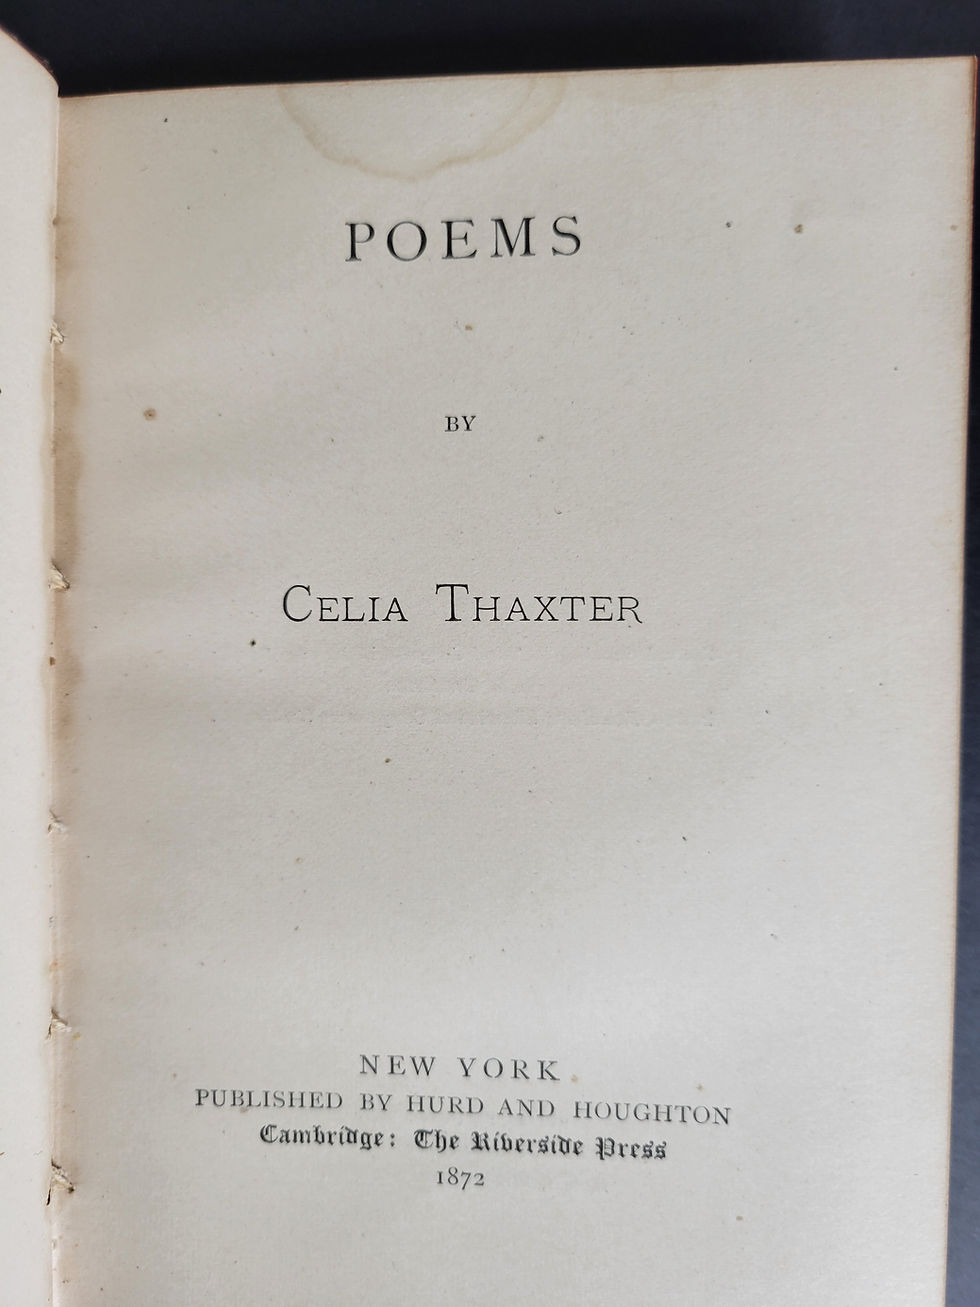 POEMS
BY
CELIA THAXTER
NEW YORK
PUBLISHED BY HURD AND HOUGHTON
Cambridge: The Riverside Press
1872